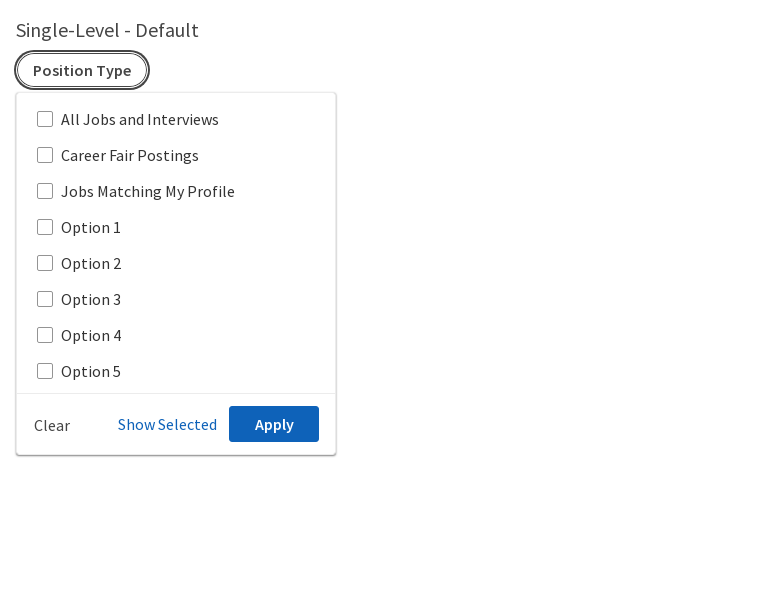 Single-Level - Default
Position Type
All Jobs and Interviews
Career Fair Postings
Jobs Matching My Profile
Option 1
Option 2
Option 3
Option 4
Option 5
Clear Show Selected Apply